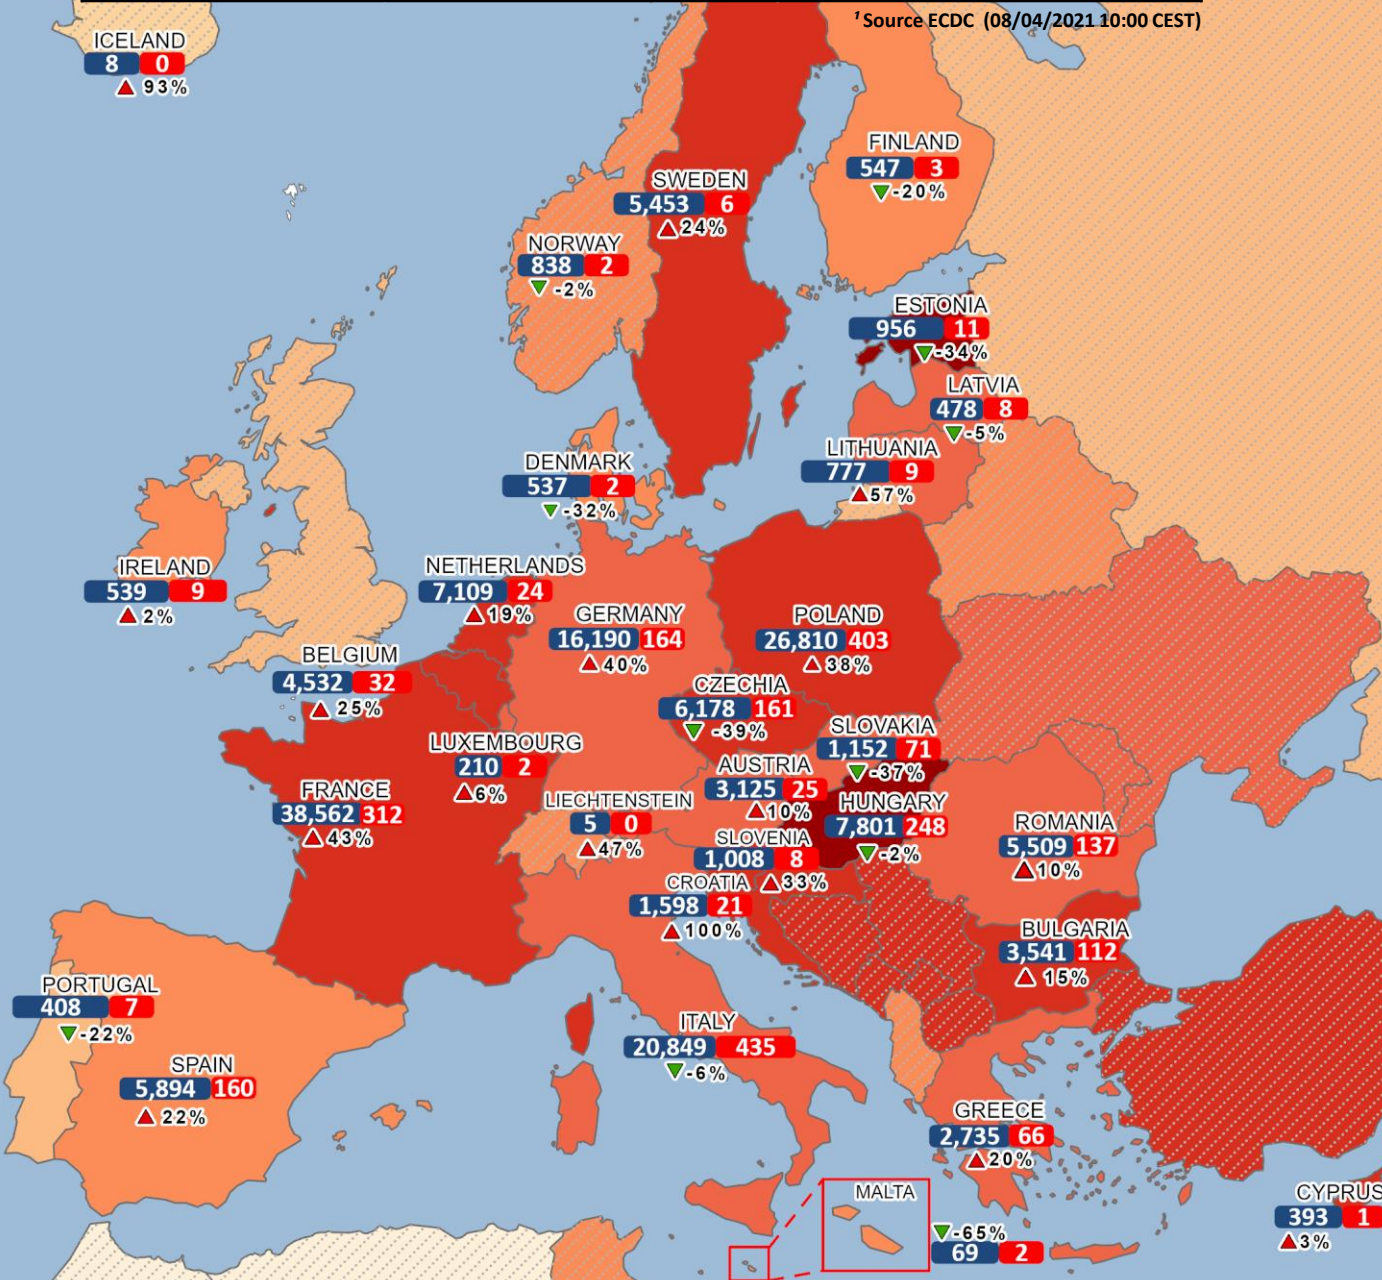 ¹ Source ECDC (08/04/2021 10:00 CEST)
ICELAND
8 0
93%
FINLAND
547 3
-20%
SWEDEN
5,453 6
24%
NORWAY
838 2
-2%
ESTONIA
956 11
-34%
LATVIA
478 8
-5%
LITHUANIA
777 9
57%
DENMARK
537 2
-32%
IRELAND
539 9
2%
NETHERLANDS
7,109 24
19%
GERMANY
16,190 164
40%
POLAND
26,810 403
38%
BELGIUM
4,532 32
25%
CZECHIA
6,178 161
-39%
SLOVAKIA
1,152 71
-37%
LUXEMBOURG
210 2
6%
AUSTRIA
3,125 25
10%
FRANCE
38,562 312
43%
LIECHTENSTEIN
5 0
47%
HUNGARY
7,801 248
-2%
ROMANIA
5,509 137
10%
SLOVENIA
1,008 8
33%
CROATIA
1,598 21
100%
BULGARIA
3,541 112
15%
PORTUGAL
408 7
-22%
ITALY
20,849 435
-6%
SPAIN
5,894 160
22%
GREECE
2,735 66
20%
MALTA
-65%
69 2
CYPRUS
393 1
3%